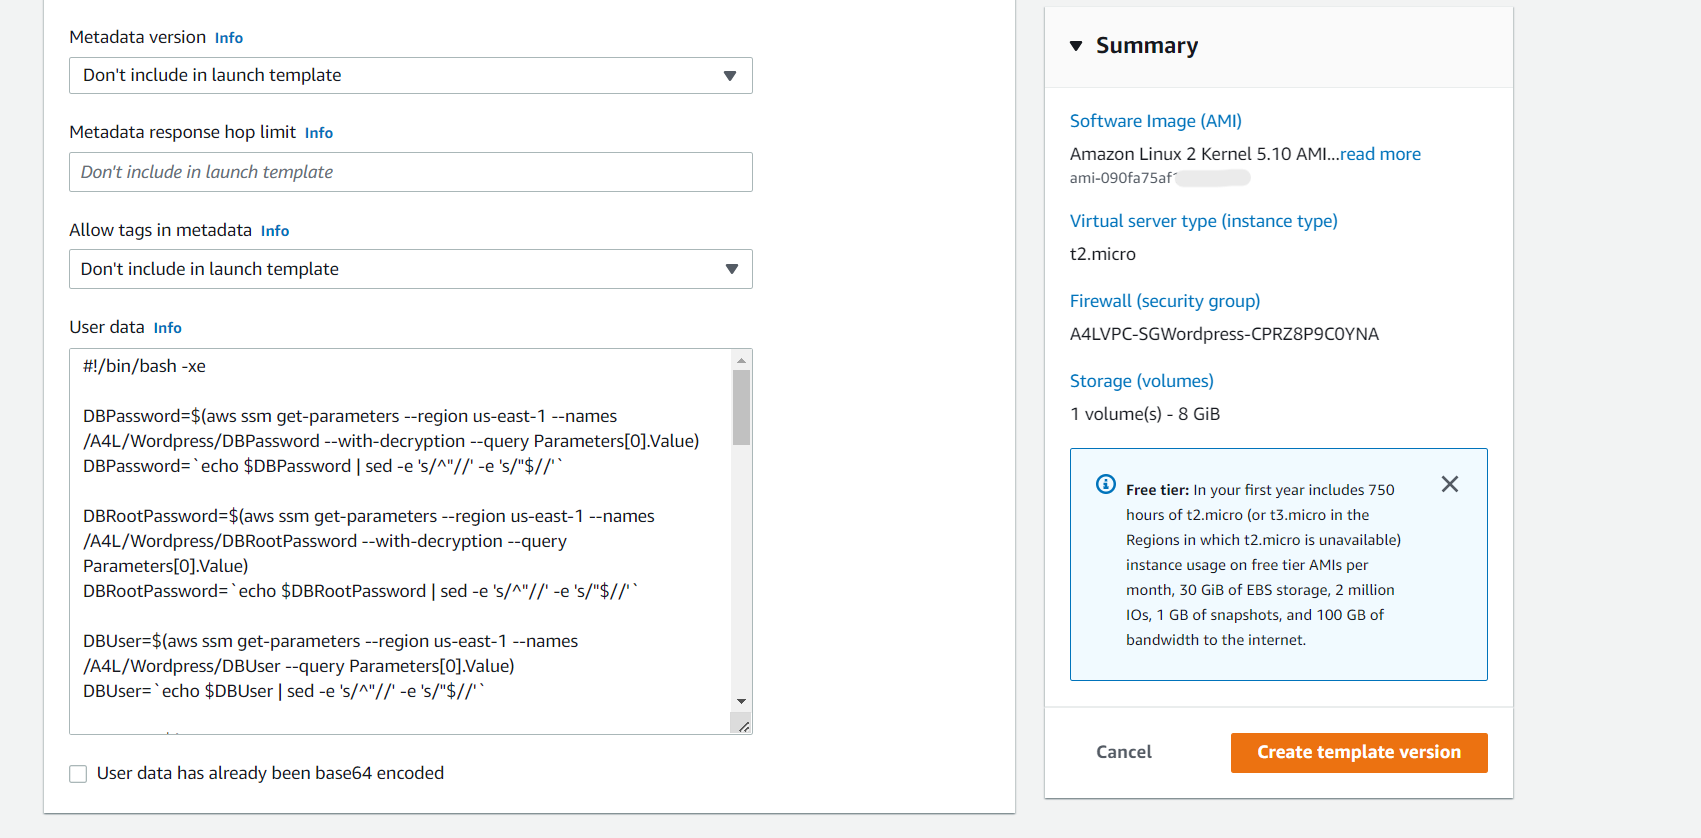 Metadata version Info
Don't include in launch template
Metadata response hop limit Info
Don't include in launch template
Allow tags in metadata Info
Don't include in launch template
User data Info
#!/bin/bash -xe
DBPassword=$(aws ssm get-parameters --region us-east-1 --names
/A4L/Wordpress/DBPassword --with-decryption --query Parameters[0].Value)
DBPassword=`echo $DBPassword | sed -e 's/^"//' -e 's/"$//'`
DBRootPassword=$(aws ssm get-parameters --region us-east-1 --names
/A4L/Wordpress/DBRootPassword --with-decryption --query
Parameters[0].Value)
DBRootPassword=`echo $DBRootPassword | sed -e 's/^"//' -e 's/"$//'`
DBUser=$(aws ssm get-parameters --region us-east-1 --names
/A4L/Wordpress/DBUser --query Parameters[0].Value)
DBUser=`echo $DBUser | sed -e 's/^"//' -e 's/"$//'`
User data has already been base64 encoded
Summary
Software Image (AMI)
Amazon Linux 2 Kernel 5.10 AMI...read more
ami-090fa75af
Virtual server type (instance type)
t2.micro
Firewall (security group)
A4LVPC-SGWordpress-CPRZ8P9C0YNA
Storage (volumes)
1 volume(s) - 8 GiB
Free tier: In your first year includes 750
hours of t2.micro (or t3.micro in the
Regions in which t2.micro is unavailable)
instance usage on free tier AMIs per
month, 30 GiB of EBS storage, 2 million
IOs, 1 GB of snapshots, and 100 GB of
bandwidth to the internet.
Cancel
Create template version